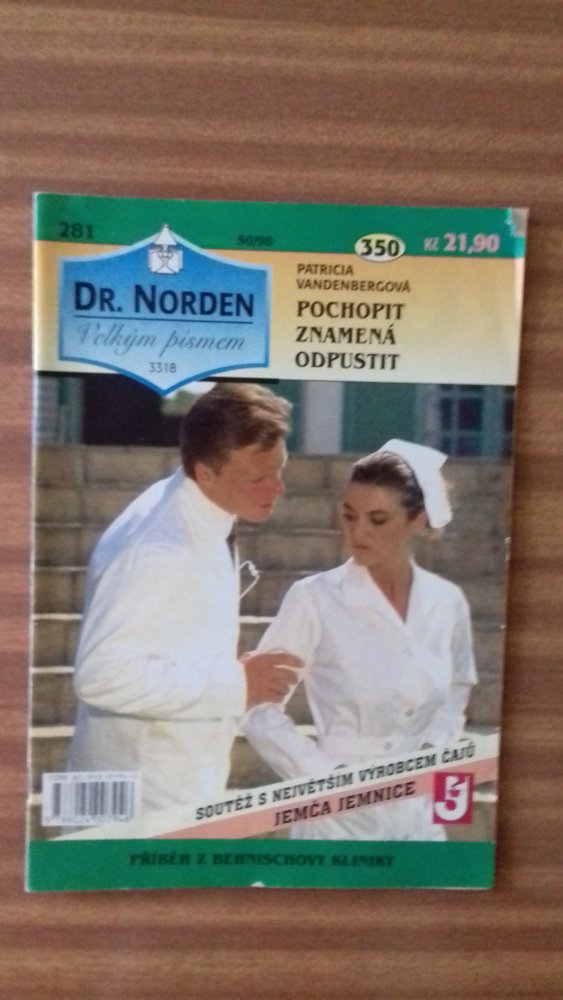 281
50/98
350
Kč 21,90
DR. NORDEN
Velkým písmem
3318
PATRICIA
VANDENBERGOVÁ
POCHOPIT
ZNAMENÁ
ODPUSTIT
SOUTĚŽ S NEJVĚTŠÍM VÝROBCEM ČAJŮ
JEMČA JEMNICE
PŘÍBĚH Z BEHNISCHOVY KLINIKY